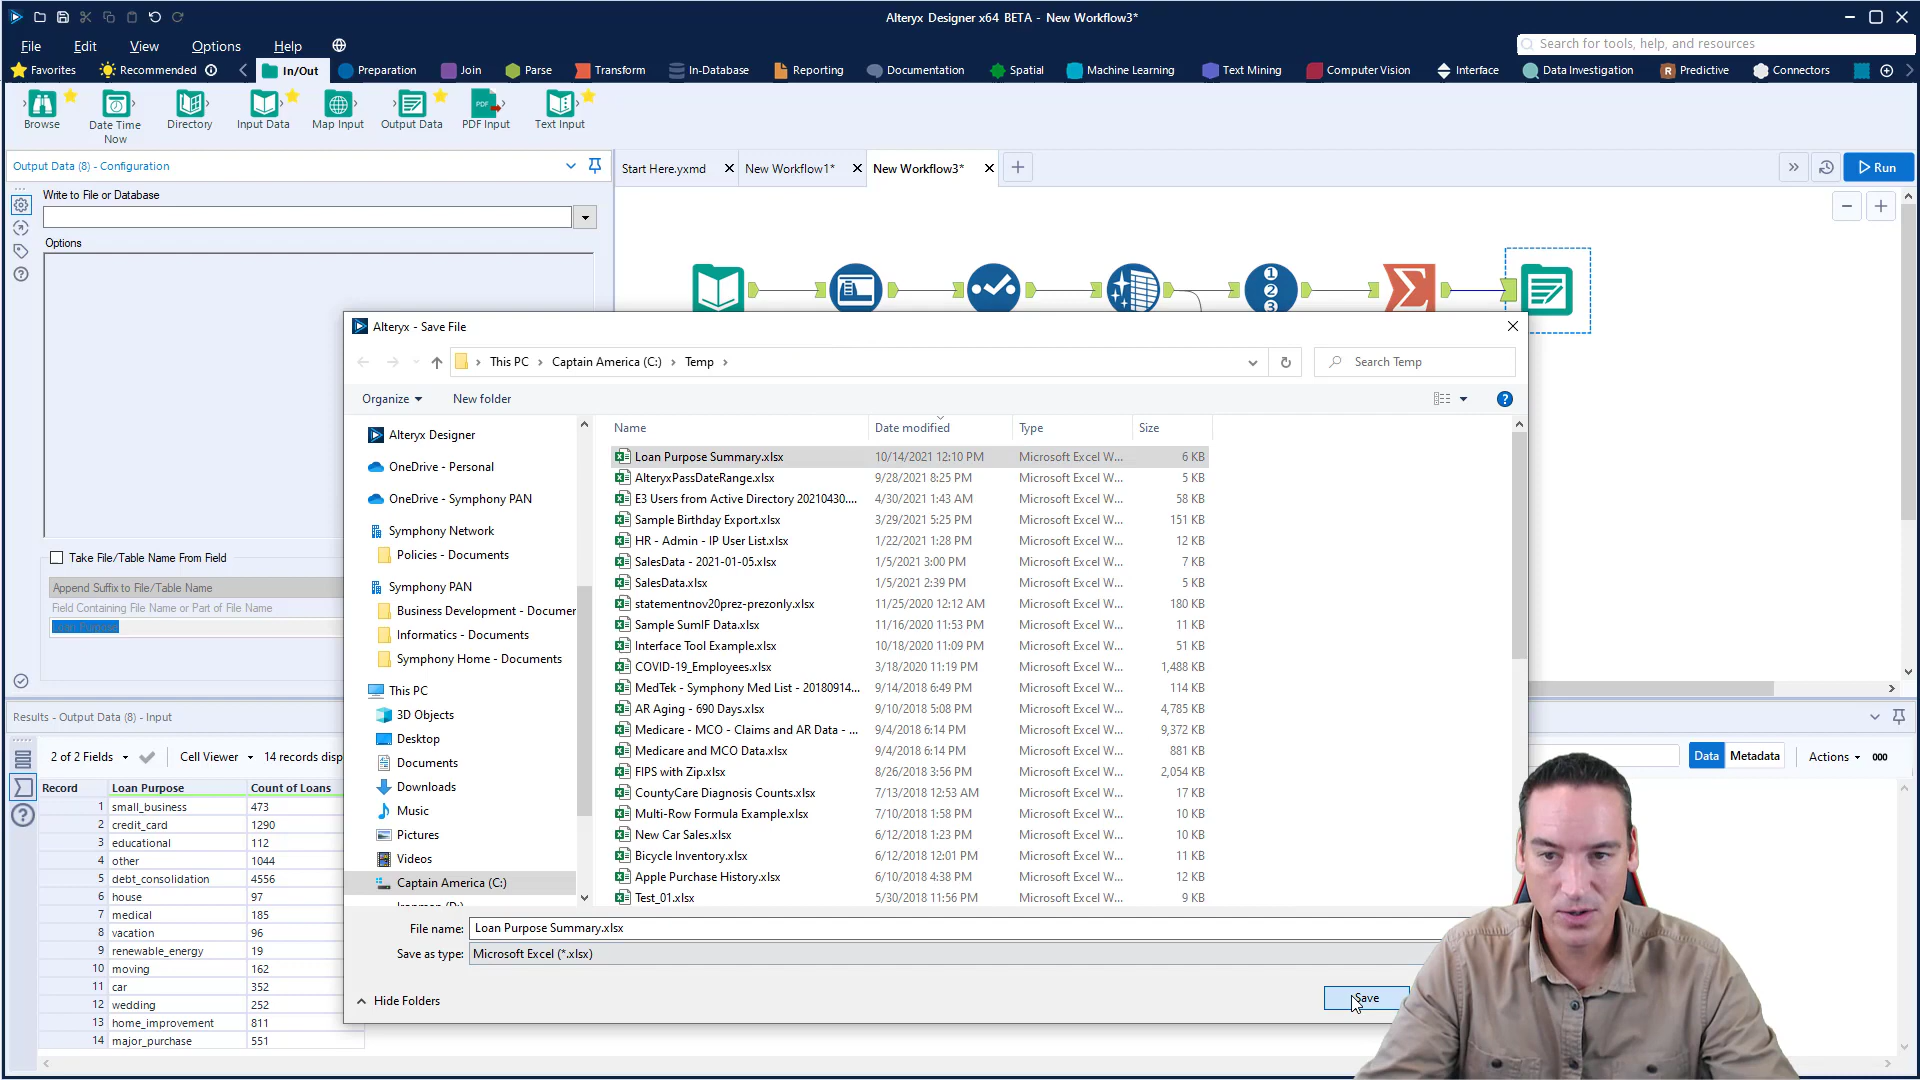 Alteryx Designer x64 BETA - New Workflow3*
File Edit View Options Help
Search for tools, help, and resources
Favorites Recommended In/Out Preparation Join Parse Transform In-Database Reporting Documentation Spatial Machine Learning Text Mining Computer Vision Interface Data Investigation Predictive Connectors
Browse Date Time Now Directory Input Data Map Input Output Data PDF Input Text Input
Output Data (8) - Configuration
Start Here.yxmd New Workflow1* New Workflow3* Run
Write to File or Database
Options
Take File/Table Name From Field
Append Suffix to File/Table Name
Field Containing File Name or Part of File Name
Loan Purpose
Alteryx - Save File
This PC Captain America (C:) Temp
Search Temp
Organize New folder
Alteryx Designer
OneDrive - Personal
OneDrive - Symphony PAN
Symphony Network
Policies - Documents
Symphony PAN
Business Development - Documer
Informatics - Documents
Symphony Home - Documents
This PC
3D Objects
Desktop
Documents
Downloads
Music
Pictures
Videos
Captain America (C:)
Name Date modified Type Size
Loan Purpose Summary.xlsx 10/14/2021 12:10 PM Microsoft Excel W... 6 KB
AlteryxPassDateRange.xlsx 9/28/2021 8:25 PM Microsoft Excel W... 5 KB
E3 Users from Active Directory 20210430.... 4/30/2021 1:43 AM Microsoft Excel W... 58 KB
Sample Birthday Export.xlsx 3/29/2021 5:25 PM Microsoft Excel W... 151 KB
HR - Admin - IP User List.xlsx 1/22/2021 1:28 PM Microsoft Excel W... 12 KB
SalesData - 2021-01-05.xlsx 1/5/2021 3:00 PM Microsoft Excel W... 7 KB
SalesData.xlsx 1/5/2021 2:39 PM Microsoft Excel W... 5 KB
statementnov20prez-prezonly.xlsx 11/25/2020 12:12 AM Microsoft Excel W... 180 KB
Sample SumIF Data.xlsx 11/16/2020 11:53 PM Microsoft Excel W... 11 KB
Interface Tool Example.xlsx 10/18/2020 11:09 PM Microsoft Excel W... 51 KB
COVID-19_Employees.xlsx 3/18/2020 11:19 PM Microsoft Excel W... 1,488 KB
MedTek - Symphony Med List - 20180914... 9/14/2018 6:49 PM Microsoft Excel W... 114 KB
AR Aging - 690 Days.xlsx 9/10/2018 5:08 PM Microsoft Excel W... 4,785 KB
Medicare - MCO - Claims and AR Data - ... 9/4/2018 6:14 PM Microsoft Excel W... 9,372 KB
Medicare and MCO Data.xlsx 9/4/2018 6:14 PM Microsoft Excel W... 881 KB
FIPS with Zip.xlsx 8/26/2018 3:56 PM Microsoft Excel W... 2,054 KB
CountyCare Diagnosis Counts.xlsx 7/13/2018 12:53 AM Microsoft Excel W... 17 KB
Multi-Row Formula Example.xlsx 7/10/2018 1:58 PM Microsoft Excel W... 10 KB
New Car Sales.xlsx 6/12/2018 1:23 PM Microsoft Excel W... 10 KB
Bicycle Inventory.xlsx 6/12/2018 12:01 PM Microsoft Excel W... 11 KB
Apple Purchase History.xlsx 6/10/2018 4:38 PM Microsoft Excel W... 12 KB
Test_01.xlsx 5/30/2018 11:56 PM Microsoft Excel W... 9 KB
File name: Loan Purpose Summary.xlsx
Save as type: Microsoft Excel (*.xlsx)
Hide Folders
Save
Results - Output Data (8) - Input
2 of 2 Fields Cell Viewer 14 records disp
Data Metadata Actions 000
Record Loan Purpose Count of Loans
1 small_business 473
2 credit_card 1290
3 educational 112
4 other 1044
5 debt_consolidation 4556
6 house 97
7 medical 185
8 vacation 96
9 renewable_energy 19
10 moving 162
11 car 352
12 wedding 252
13 home_improvement 811
14 major_purchase 551